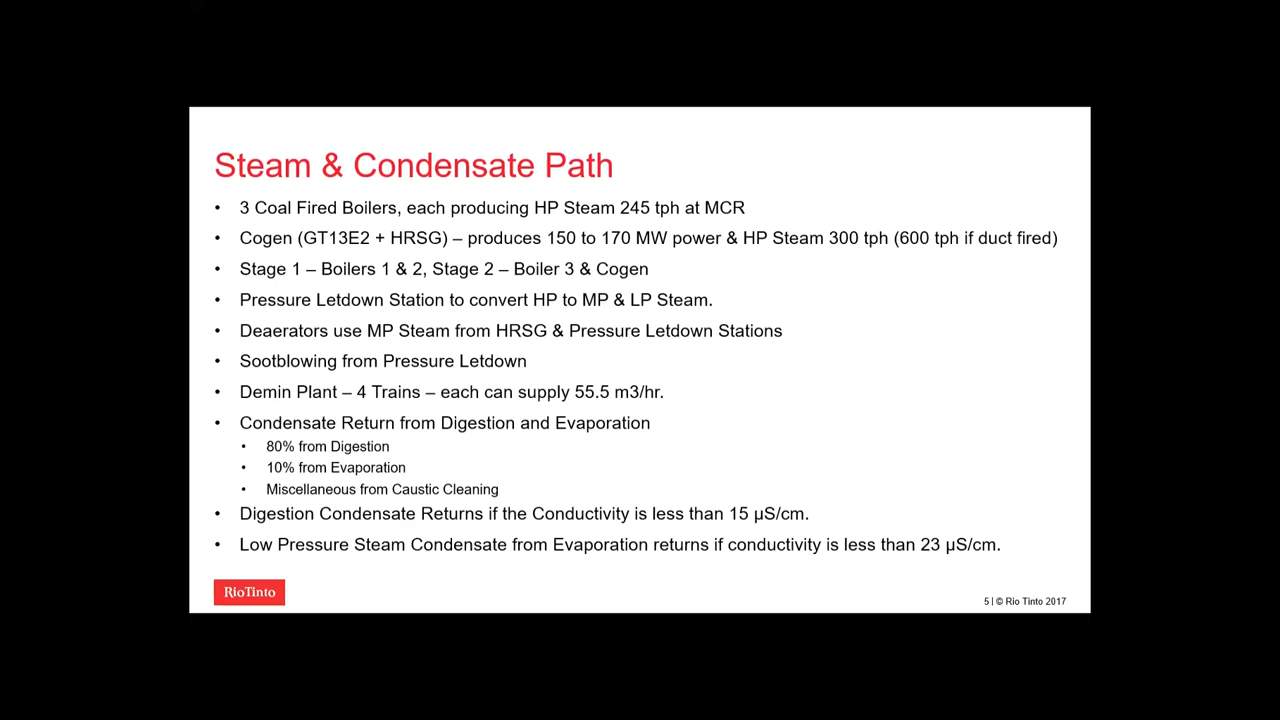 Steam & Condensate Path
• 3 Coal Fired Boilers, each producing HP Steam 245 tph at MCR
• Cogen (GT13E2 + HRSG) – produces 150 to 170 MW power & HP Steam 300 tph (600 tph if duct fired)
• Stage 1 – Boilers 1 & 2, Stage 2 – Boiler 3 & Cogen
• Pressure Letdown Station to convert HP to MP & LP Steam.
• Deaerators use MP Steam from HRSG & Pressure Letdown Stations
• Sootblowing from Pressure Letdown
• Demin Plant – 4 Trains – each can supply 55.5 m3/hr.
• Condensate Return from Digestion and Evaporation
• 80% from Digestion
• 10% from Evaporation
• Miscellaneous from Caustic Cleaning
• Digestion Condensate Returns if the Conductivity is less than 15 µS/cm.
• Low Pressure Steam Condensate from Evaporation returns if conductivity is less than 23 µS/cm.
RioTinto
5 | © Rio Tinto 2017